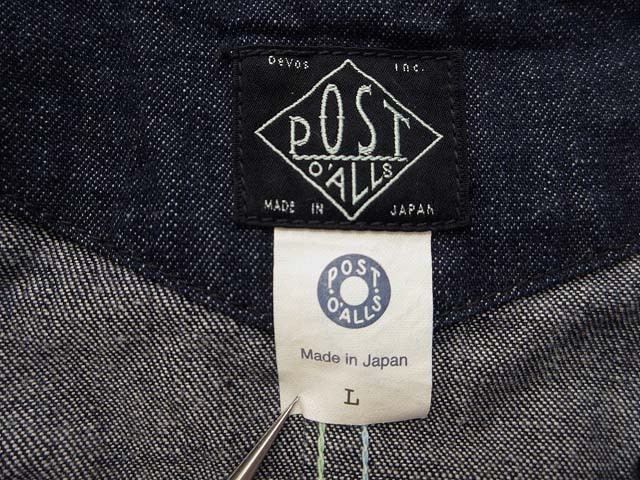 DeVos Inc.
POST
O'ALLS
MADE IN JAPAN
POST
O'ALLS
Made in Japan
L